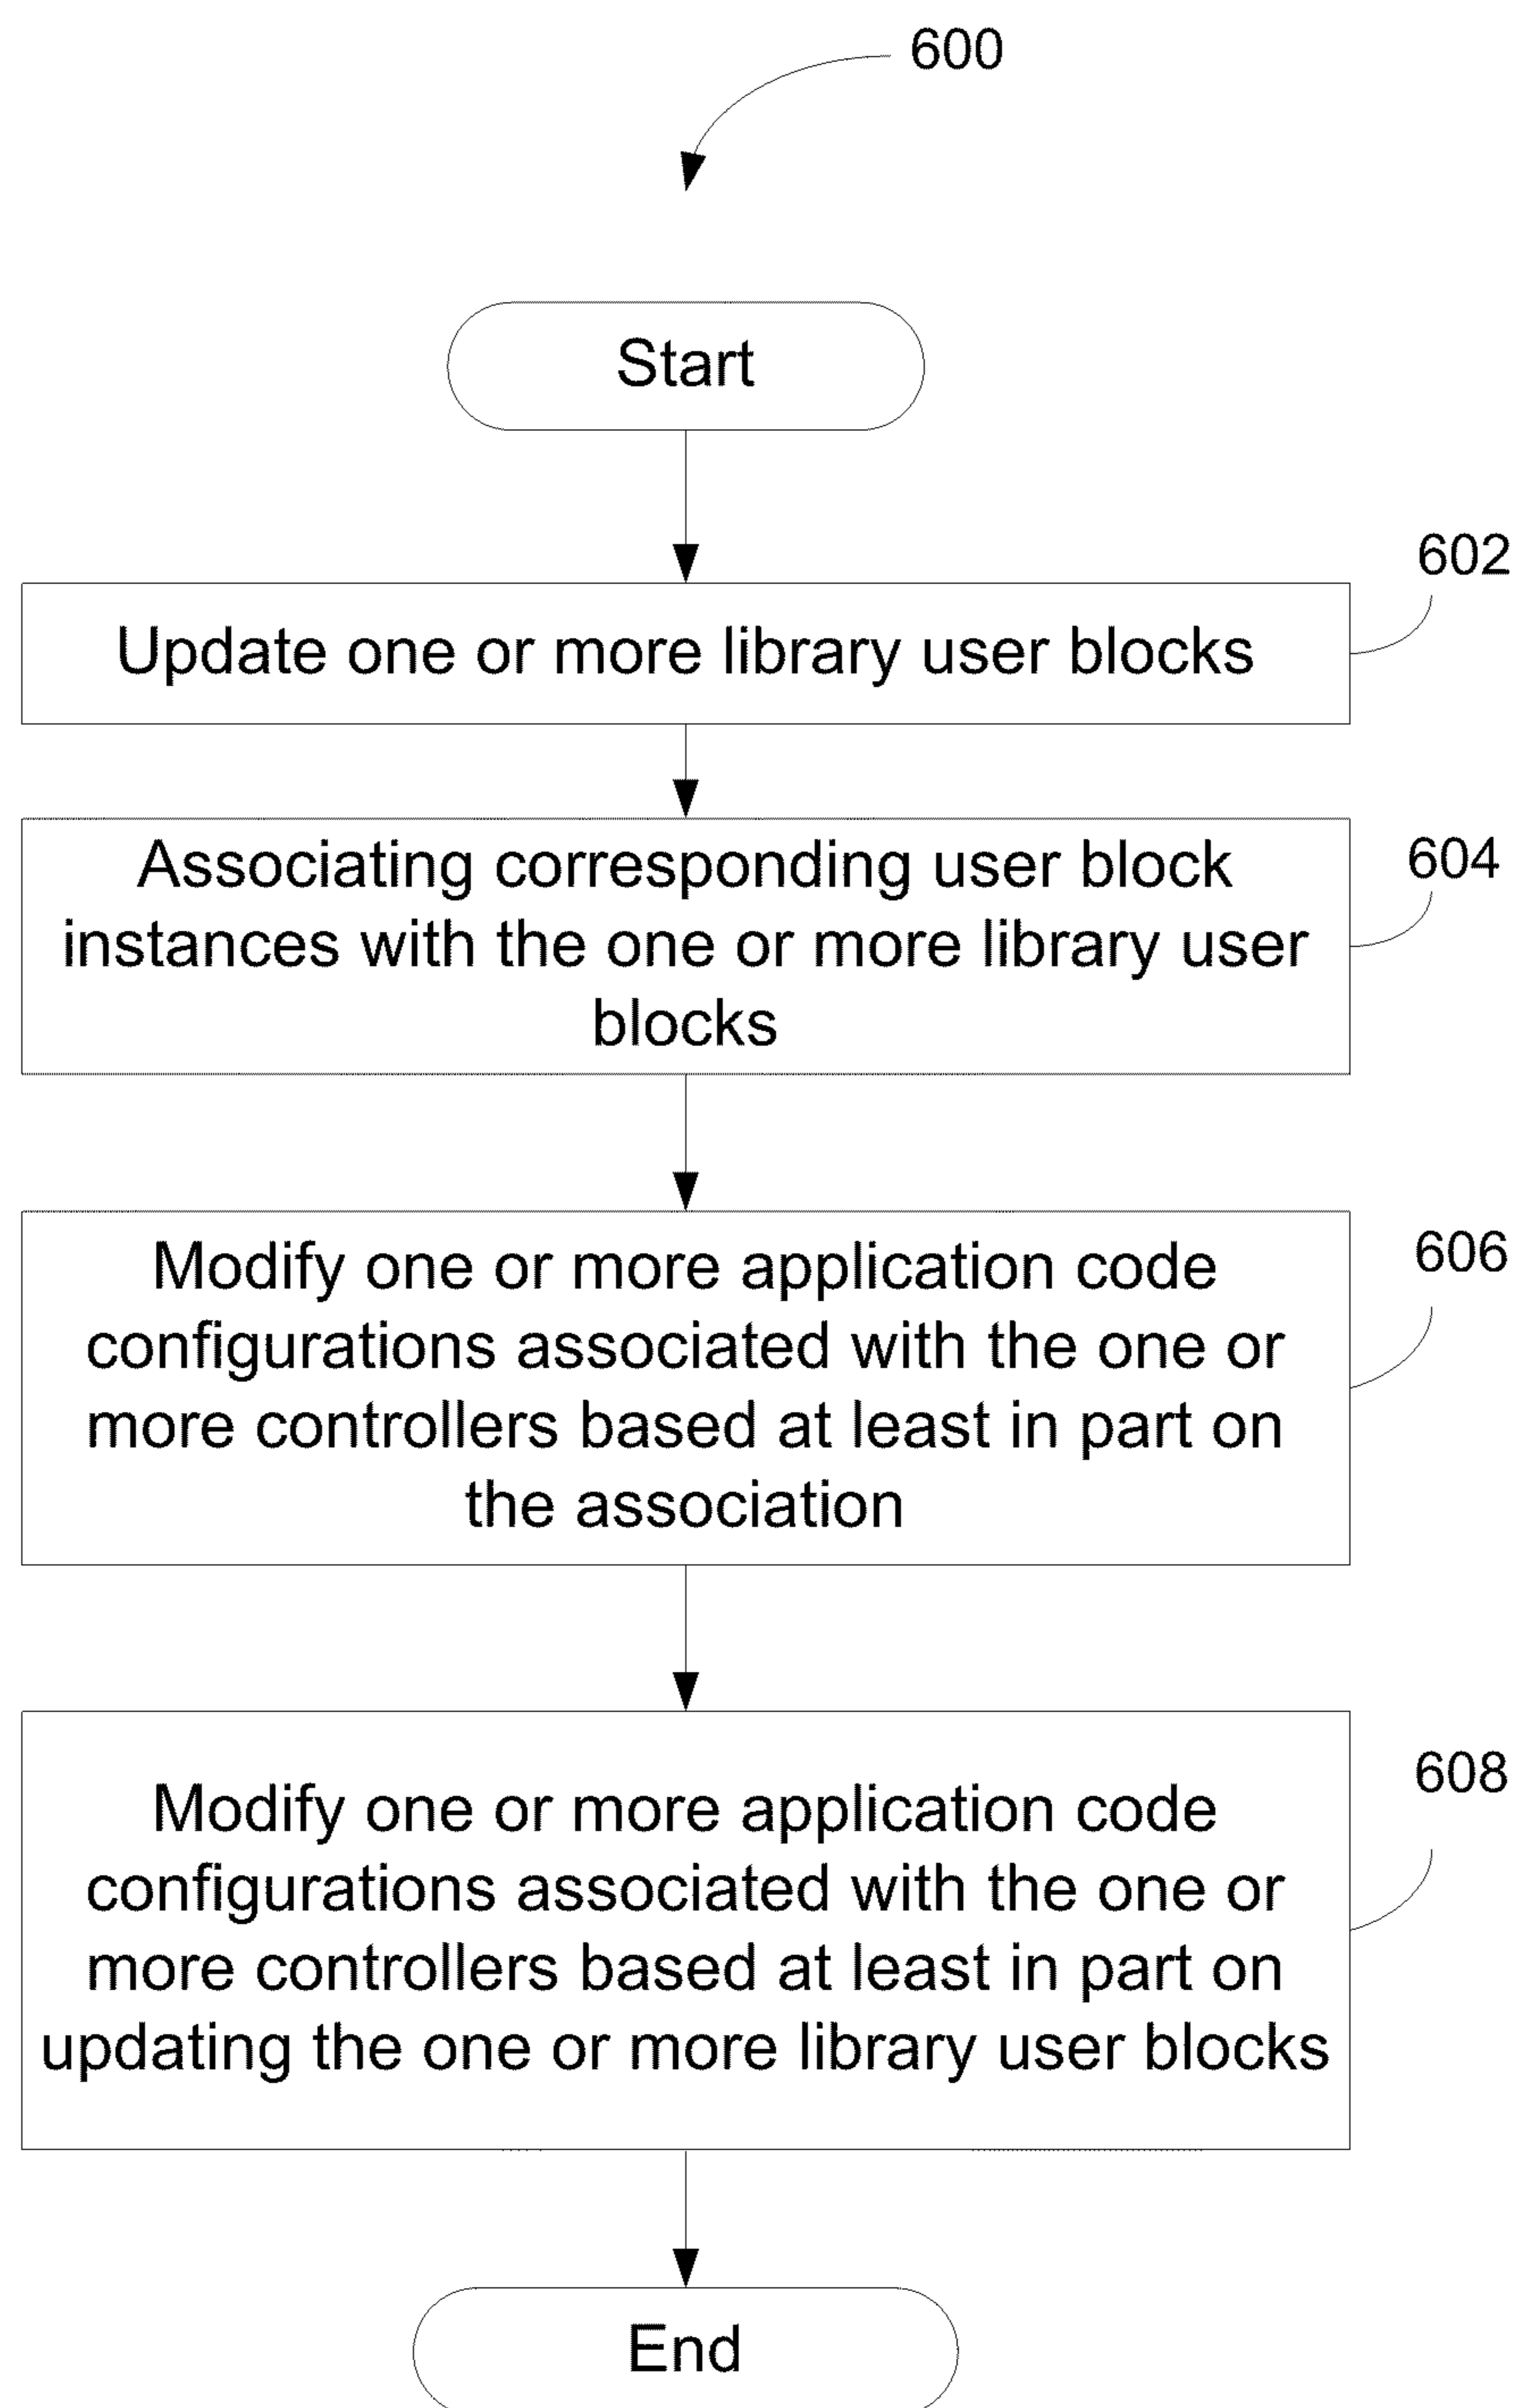 600
Start
602
Update one or more library user blocks
604
Associating corresponding user block
instances with the one or more library user
blocks
606
Modify one or more application code
configurations associated with the one or
more controllers based at least in part on
the association
608
Modify one or more application code
configurations associated with the one or
more controllers based at least in part on
updating the one or more library user blocks
End